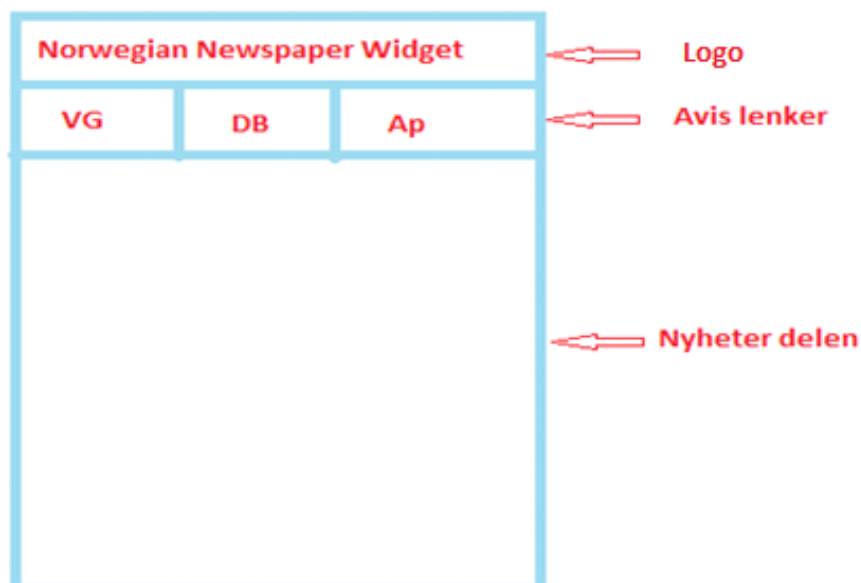 Norwegian Newspaper Widget
Logo
VG
DB
Ap
Avis lenker
Nyheter delen